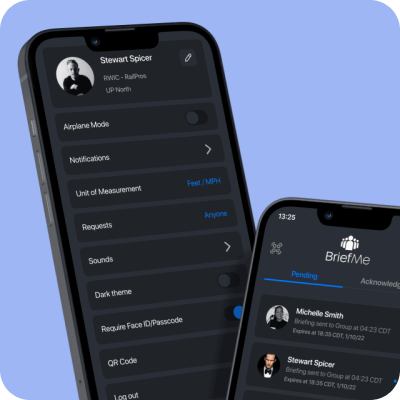 Stewart Spicer
RWIC - RailPros
UP North
Airplane Mode
Notifications
Unit of Measurement
Feet / MPH
Requests
Anyone
Sounds
Dark theme
Require Face ID/Passcode
QR Code
Log out
13:25
BriefMe
Pending
Acknowledg
Michelle Smith
Briefing sent to Group at 04:23 CDT
Expires at 18:35 CDT, 1/10/22
Stewart Spicer
Briefing sent to Group at 04:23 CDT
Expires at 18:35 CDT, 1/10/22